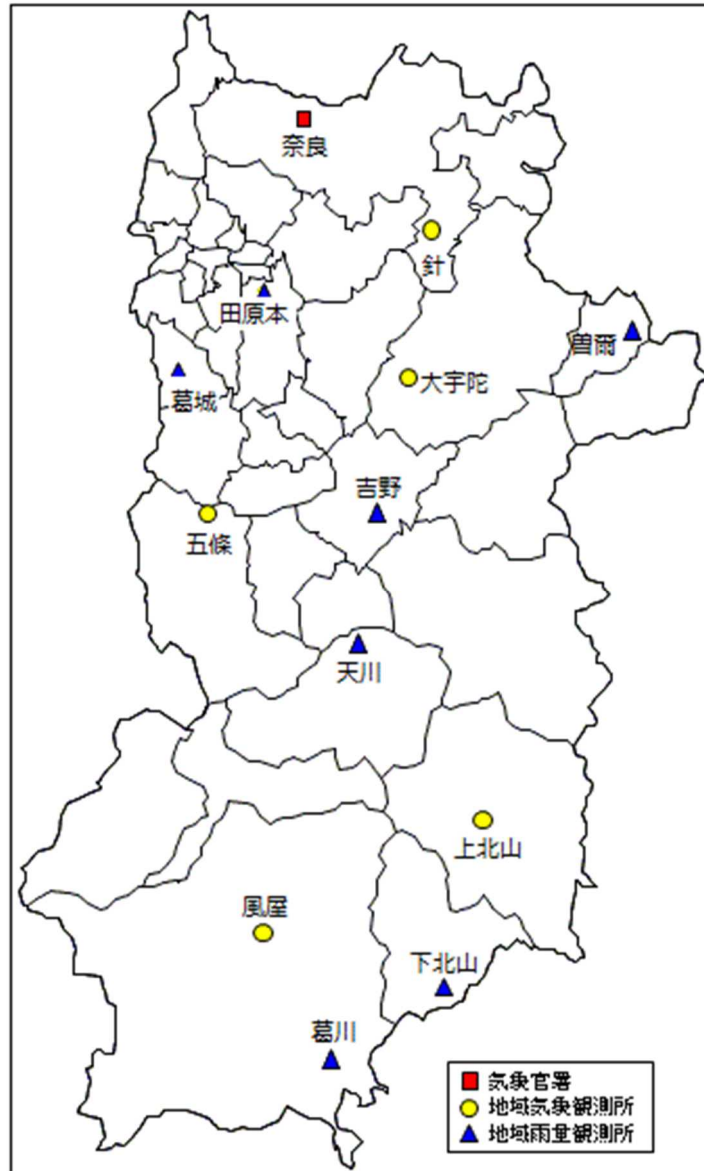 奈良
針
田原本
曽爾
大宇陀
葛城
吉野
五條
天川
上北山
風屋
下北山
葛川
気象官署
地域気象観測所
地域雨量観測所